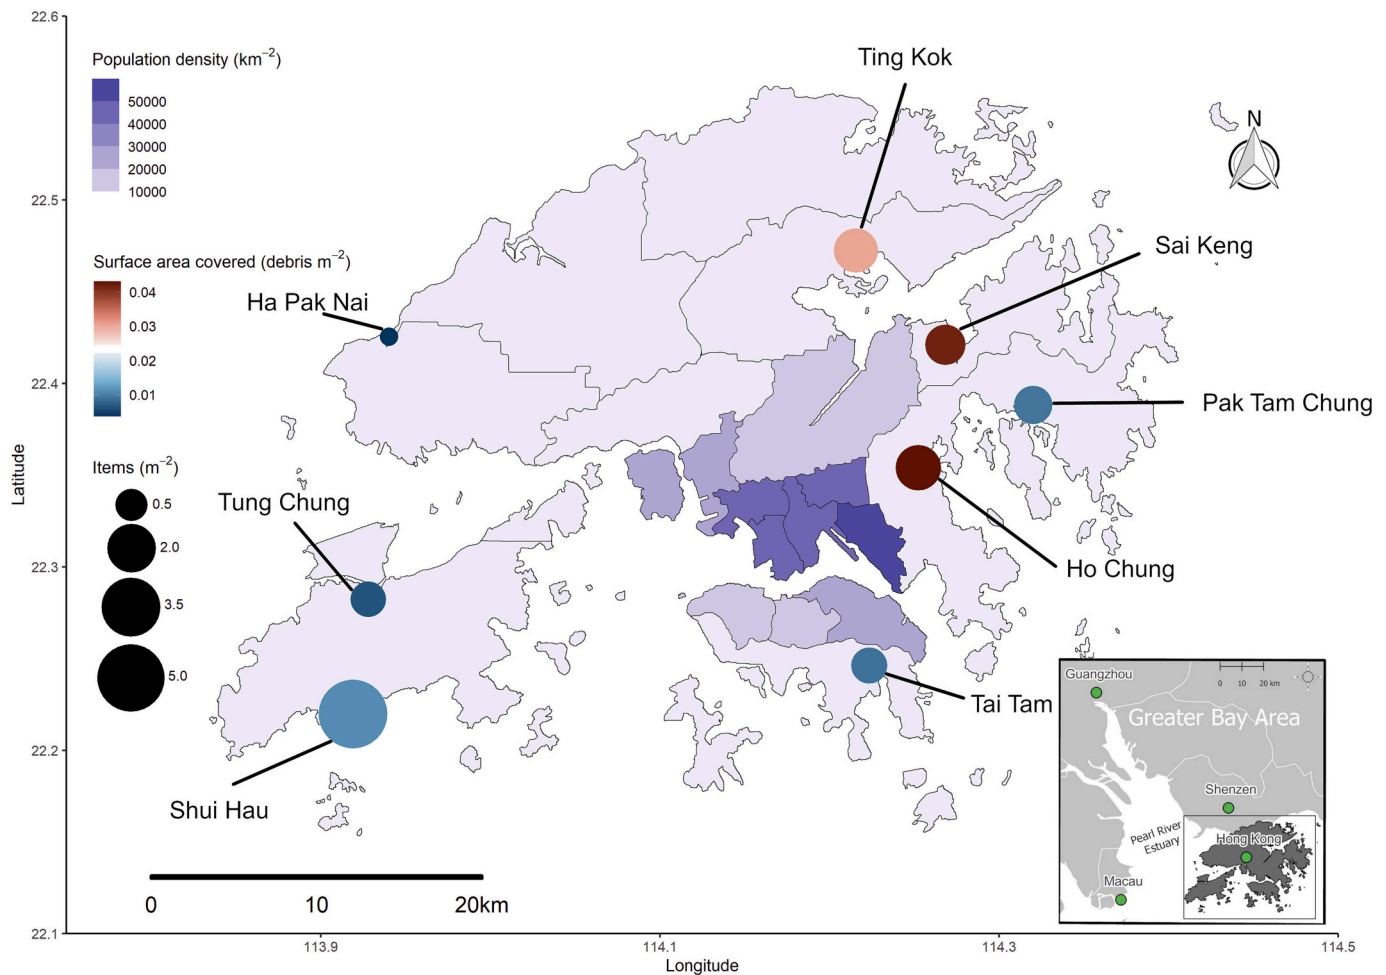 22.6
22.5
22.4
22.3
22.2
22.1
Latitude
113.9
114.1
114.3
114.5
Longitude
Population density (km⁻²)
50000
40000
30000
20000
10000
Surface area covered (debris m⁻²)
0.04
0.03
0.02
0.01
Items (m⁻²)
0.5
2.0
3.5
5.0
Ting Kok
Sai Keng
Ha Pak Nai
Pak Tam Chung
Tung Chung
Ho Chung
Tai Tam
Shui Hau
N
0 10 20km
0 10 20 km
Guangzhou
Greater Bay Area
Shenzen
Pearl River
Estuary
Hong Kong
Macau